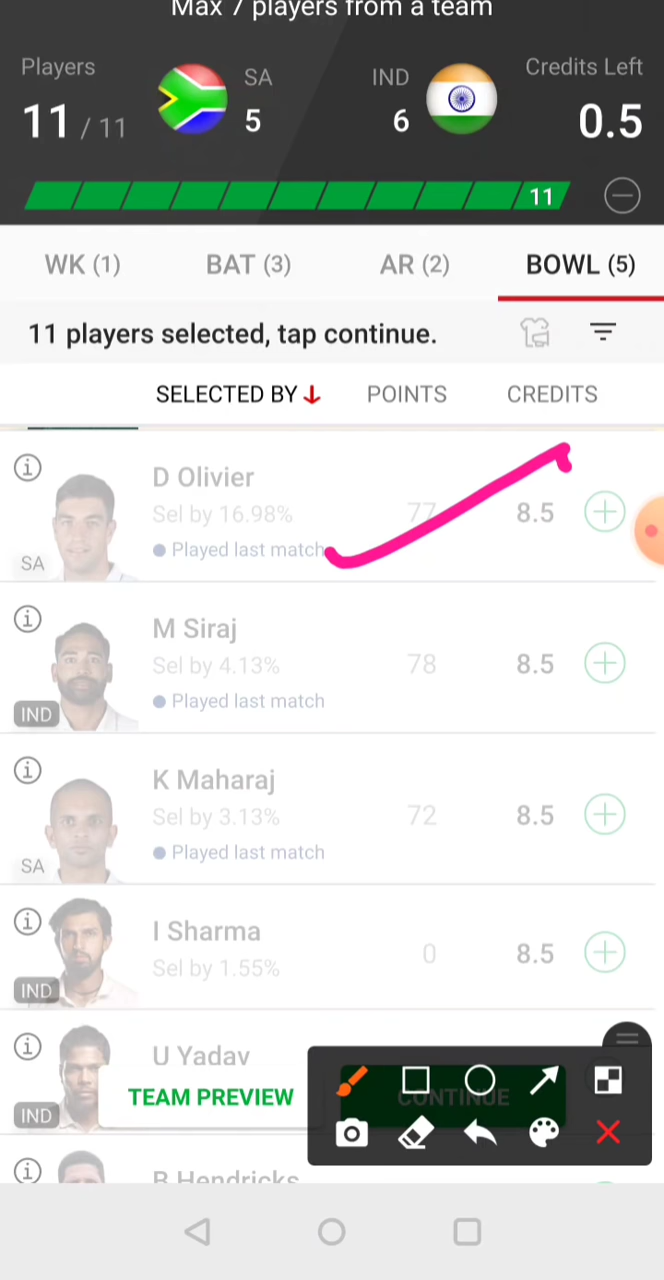 Max 7 players from a team
Players SA IND Credits Left
11 / 11 5 6 0.5
11
WK (1) BAT (3) AR (2) BOWL (5)
11 players selected, tap continue.
SELECTED BY POINTS CREDITS
D Olivier
Sel by 16.98% 77 8.5
SA Played last match
M Siraj
Sel by 4.13% 78 8.5
IND Played last match
K Maharaj
Sel by 3.13% 72 8.5
SA Played last match
I Sharma
Sel by 1.55% 0 8.5
IND
U Yadav
TEAM PREVIEW CONTINUE
IND
B Hendricks